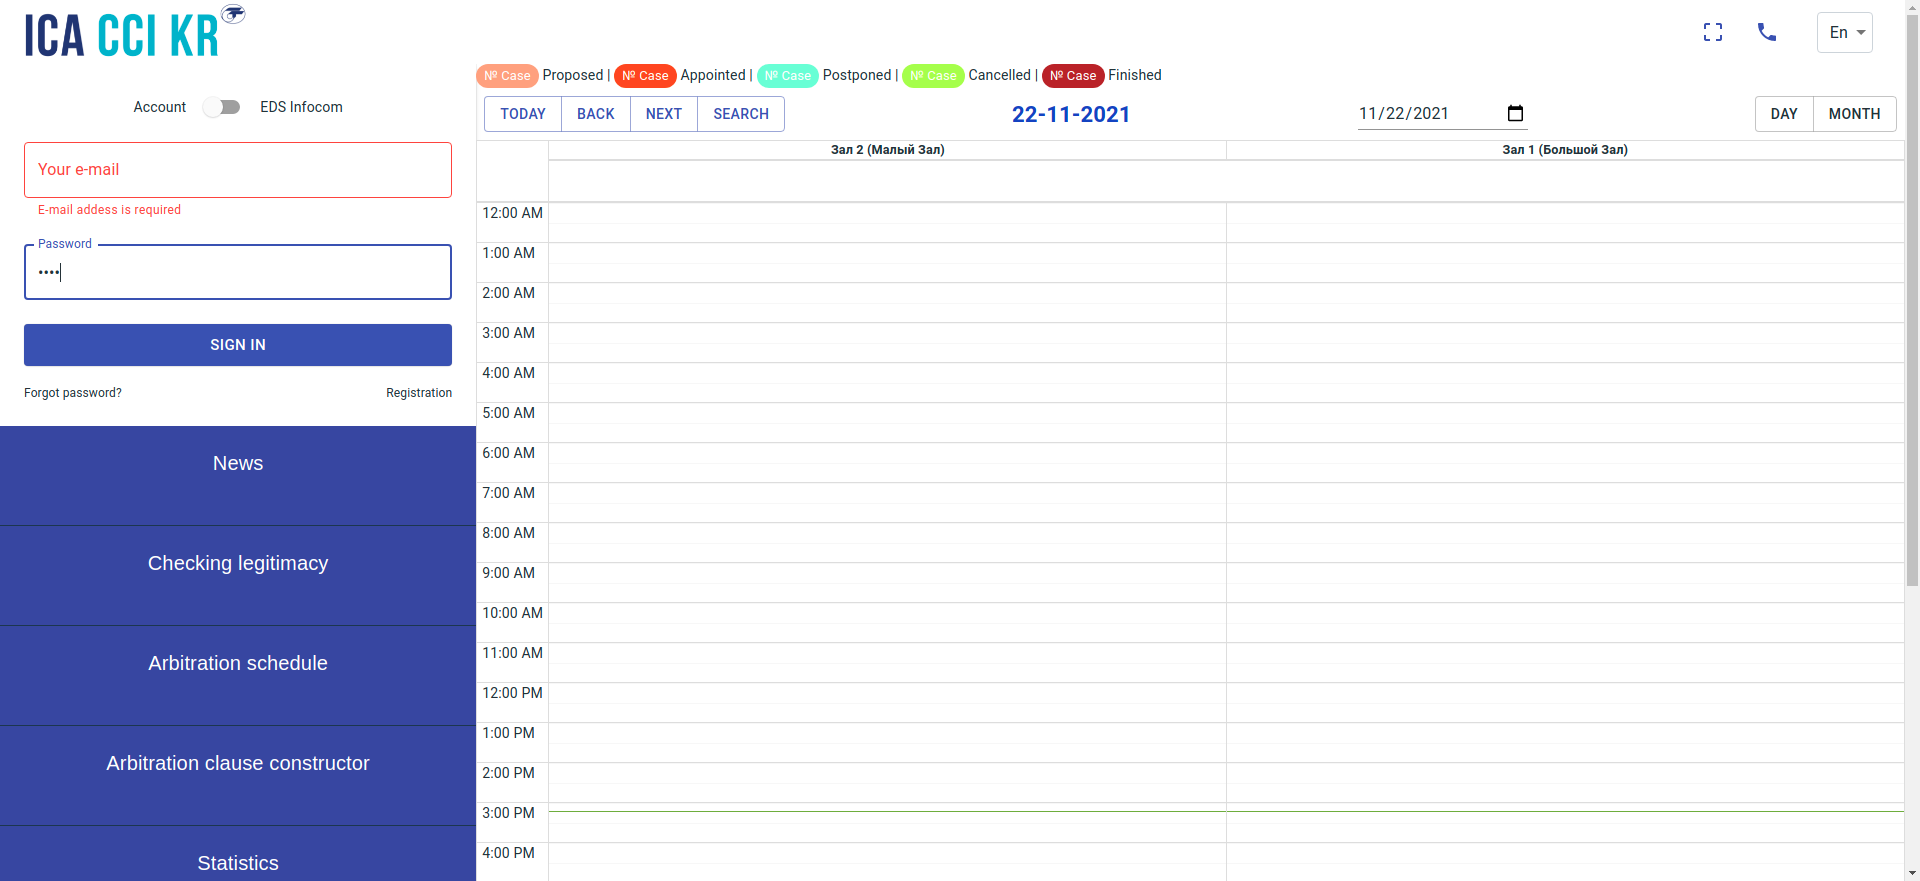 ICA CCI KR
En
№ Case Proposed | № Case Appointed | № Case Postponed | № Case Cancelled | № Case Finished
Account EDS Infocom
TODAY BACK NEXT SEARCH
22-11-2021
11/22/2021
DAY MONTH
Your e-mail
E-mail addess is required
Password
••••
SIGN IN
Forgot password? Registration
News
Checking legitimacy
Arbitration schedule
Arbitration clause constructor
Statistics
Зал 2 (Малый Зал) Зал 1 (Большой Зал)
12:00 AM
1:00 AM
2:00 AM
3:00 AM
4:00 AM
5:00 AM
6:00 AM
7:00 AM
8:00 AM
9:00 AM
10:00 AM
11:00 AM
12:00 PM
1:00 PM
2:00 PM
3:00 PM
4:00 PM